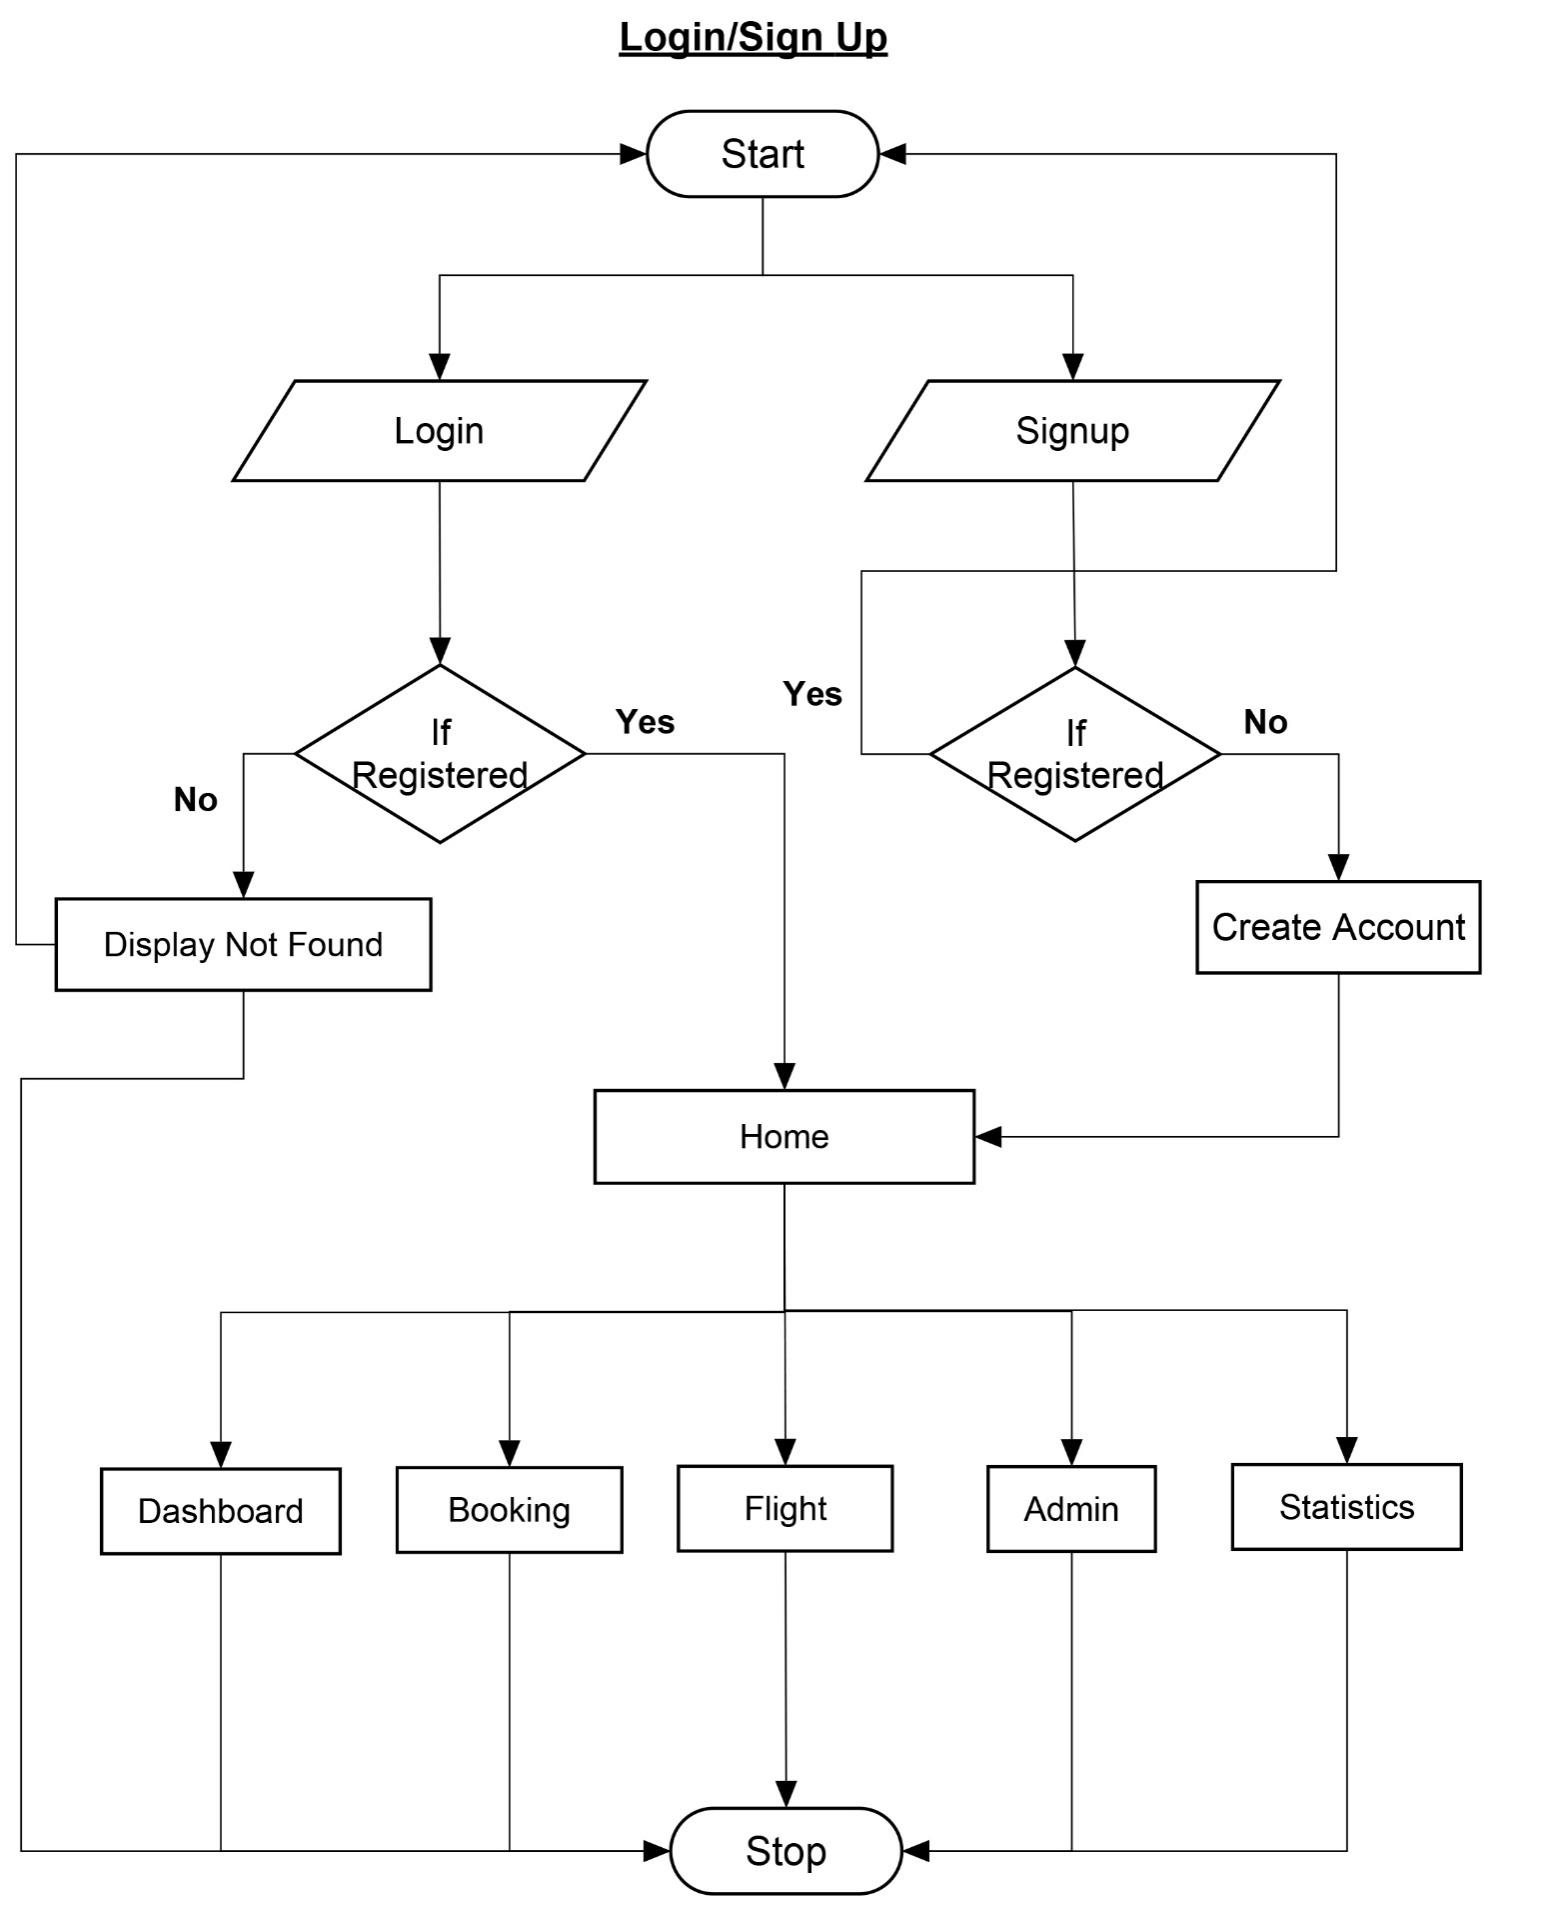 Login/Sign Up
Start
Login
Signup
If
Registered
Yes
No
If
Registered
Yes
No
Display Not Found
Create Account
Home
Dashboard
Booking
Flight
Admin
Statistics
Stop